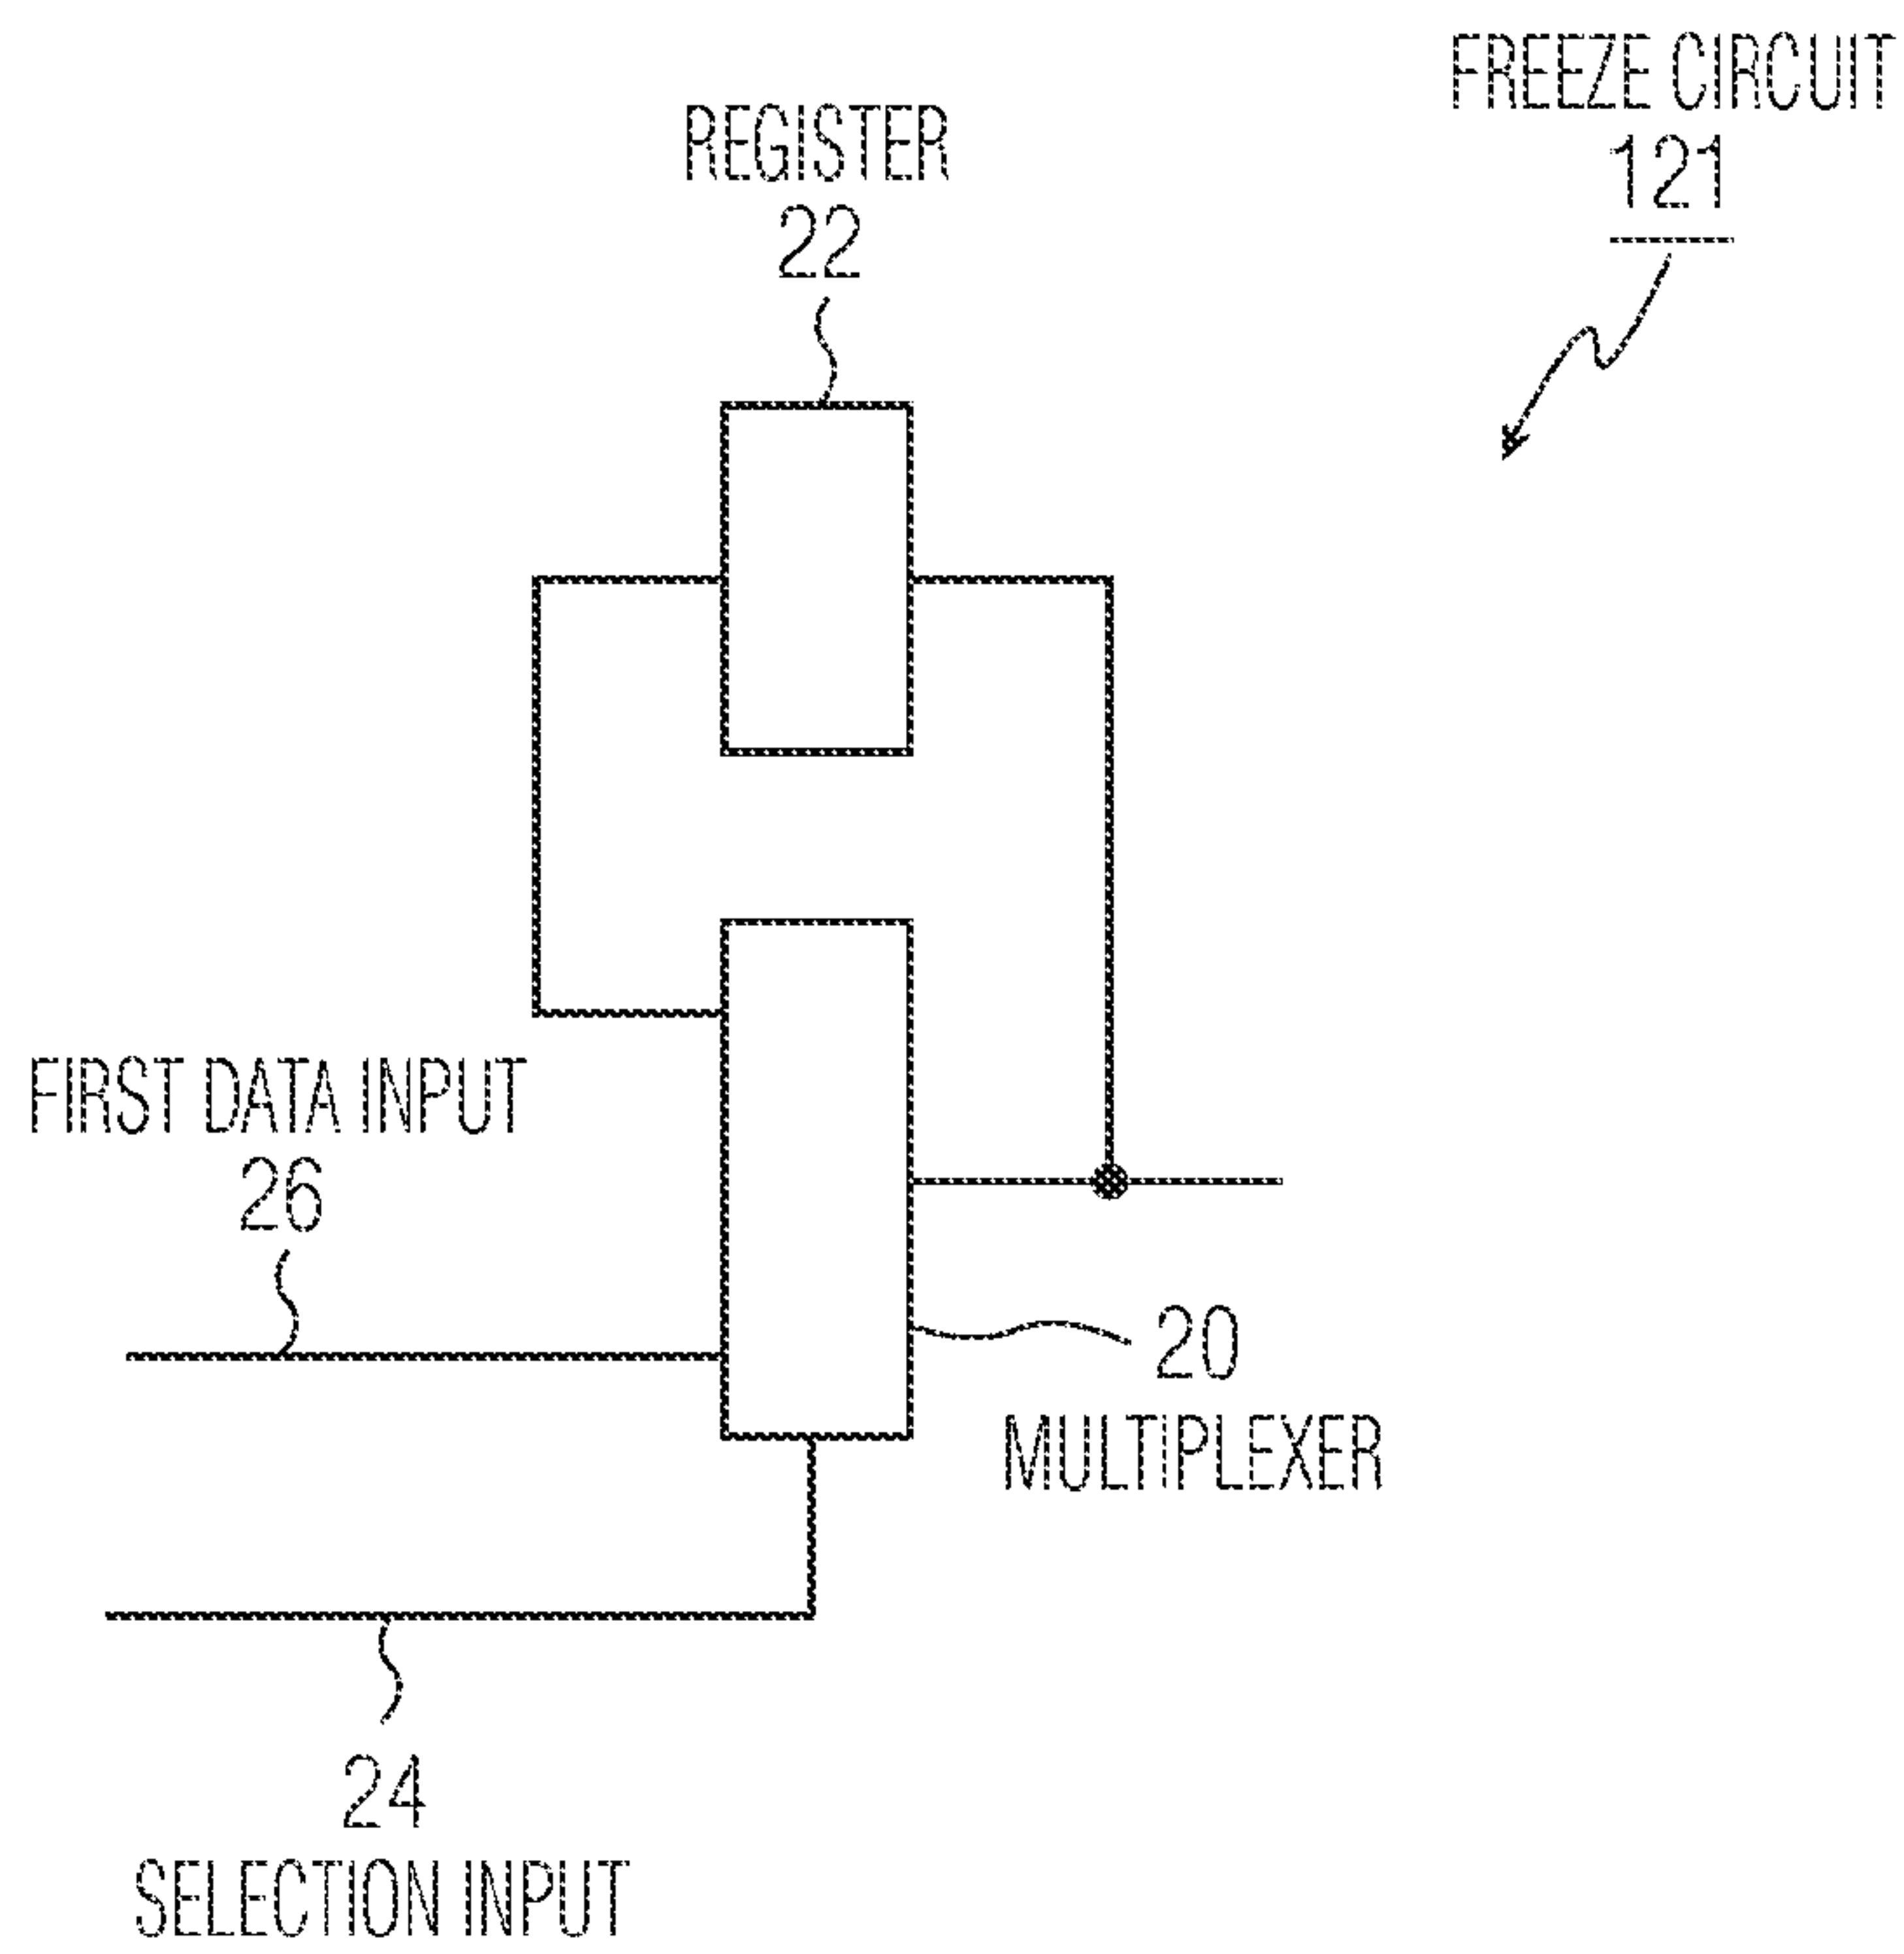 FREEZE CIRCUIT
121
REGISTER
22
FIRST DATA INPUT
26
20
MULTIPLEXER
24
SELECTION INPUT